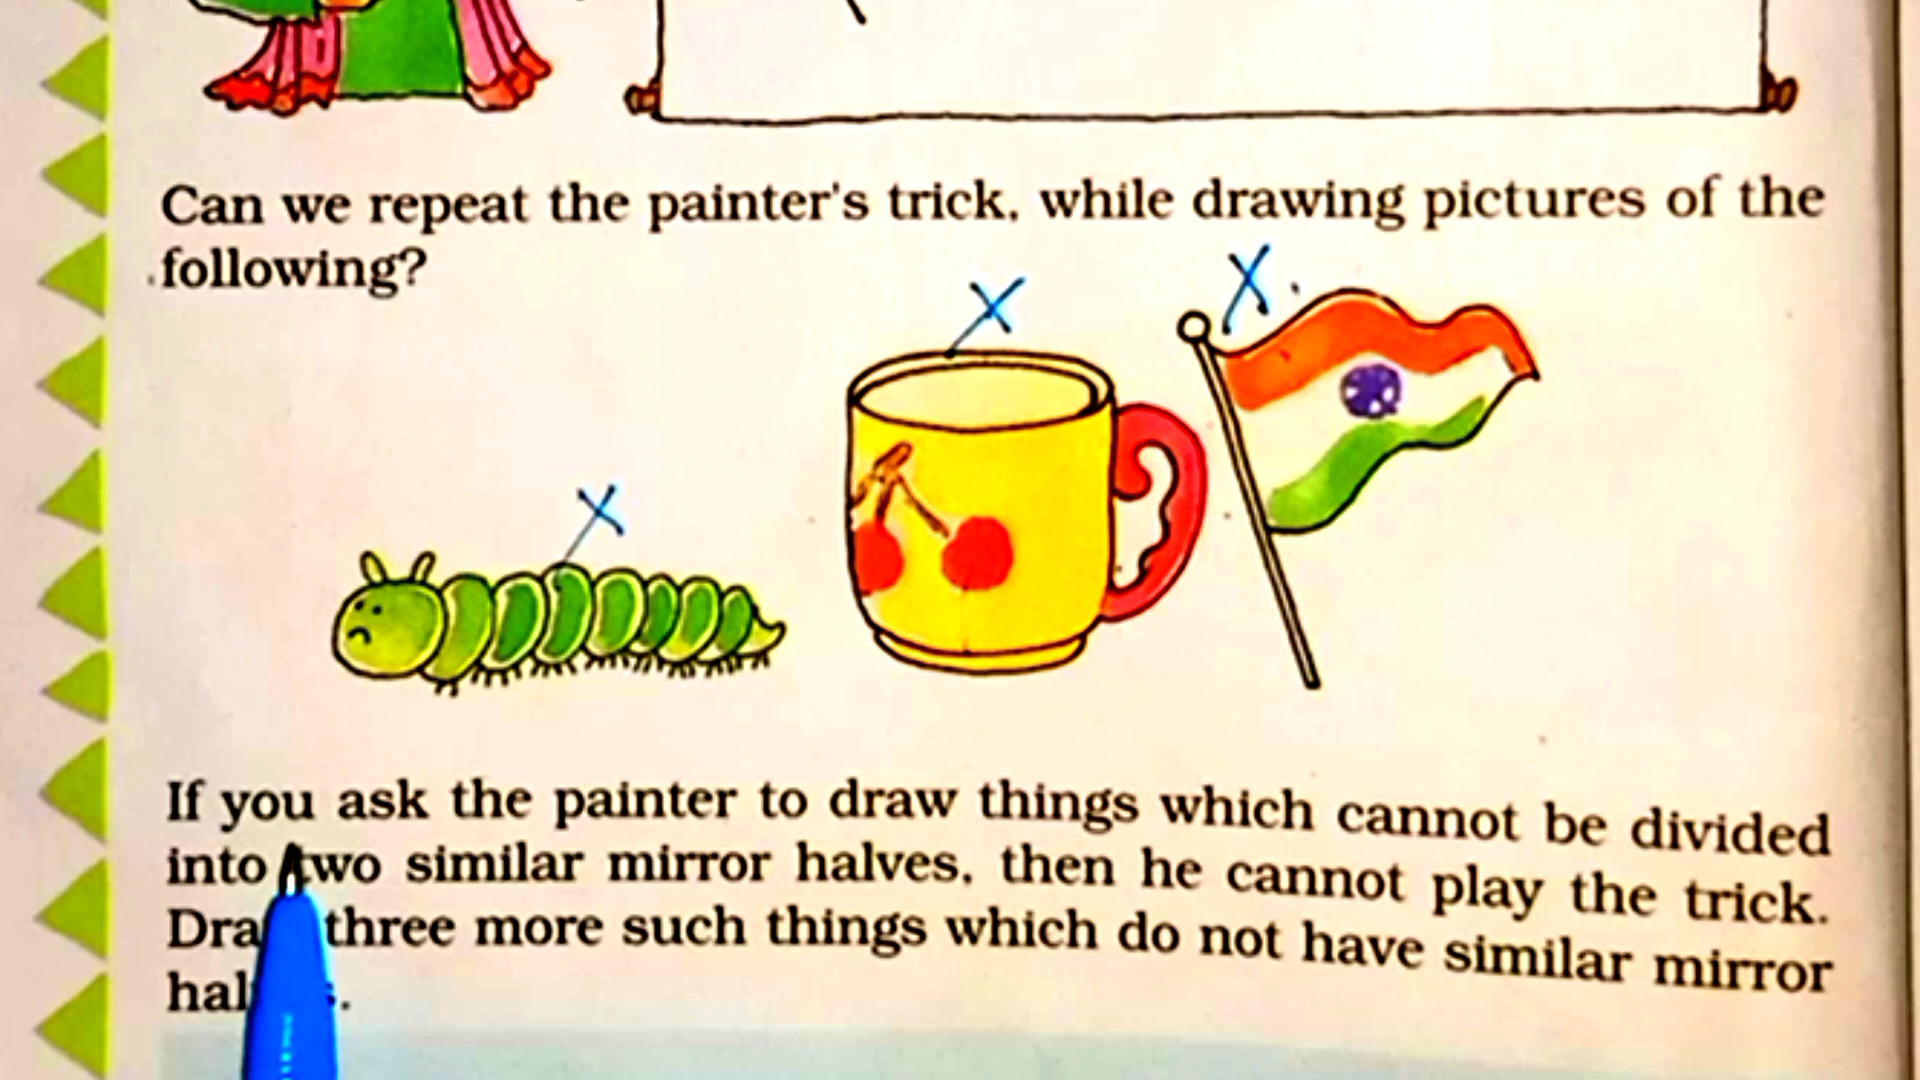 Can we repeat the painter's trick, while drawing pictures of the
following?
X
X
X
If you ask the painter to draw things which cannot be divided
into two similar mirror halves, then he cannot play the trick.
three more such things which do not have similar mirror